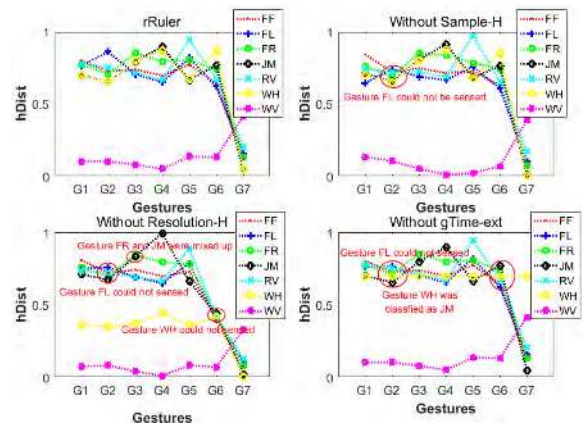 rRuler
hDist
1
0.5
0
G1 G2 G3 G4 G5 G6 G7
Gestures
FF
FL
FR
JM
RV
WH
WV
Without Sample-H
hDist
1
0.5
0
Gesture FL could not be sensed
G1 G2 G3 G4 G5 G6 G7
Gestures
FF
FL
FR
JM
RV
WH
WV
Without Resolution-H
hDist
1
0.5
0
Gesture FR and JM were mixed up
Gesture FL could not sensed
Gesture WH could not sensed
G1 G2 G3 G4 G5 G6 G7
Gestures
FF
FL
FR
JM
RV
WH
WV
Without gTime-ext
hDist
1
0.5
0
Gesture FL could not sensed
Gesture WH was
classfied as JM
G1 G2 G3 G4 G5 G6 G7
Gestures
FF
FL
FR
JM
RV
WH
WV